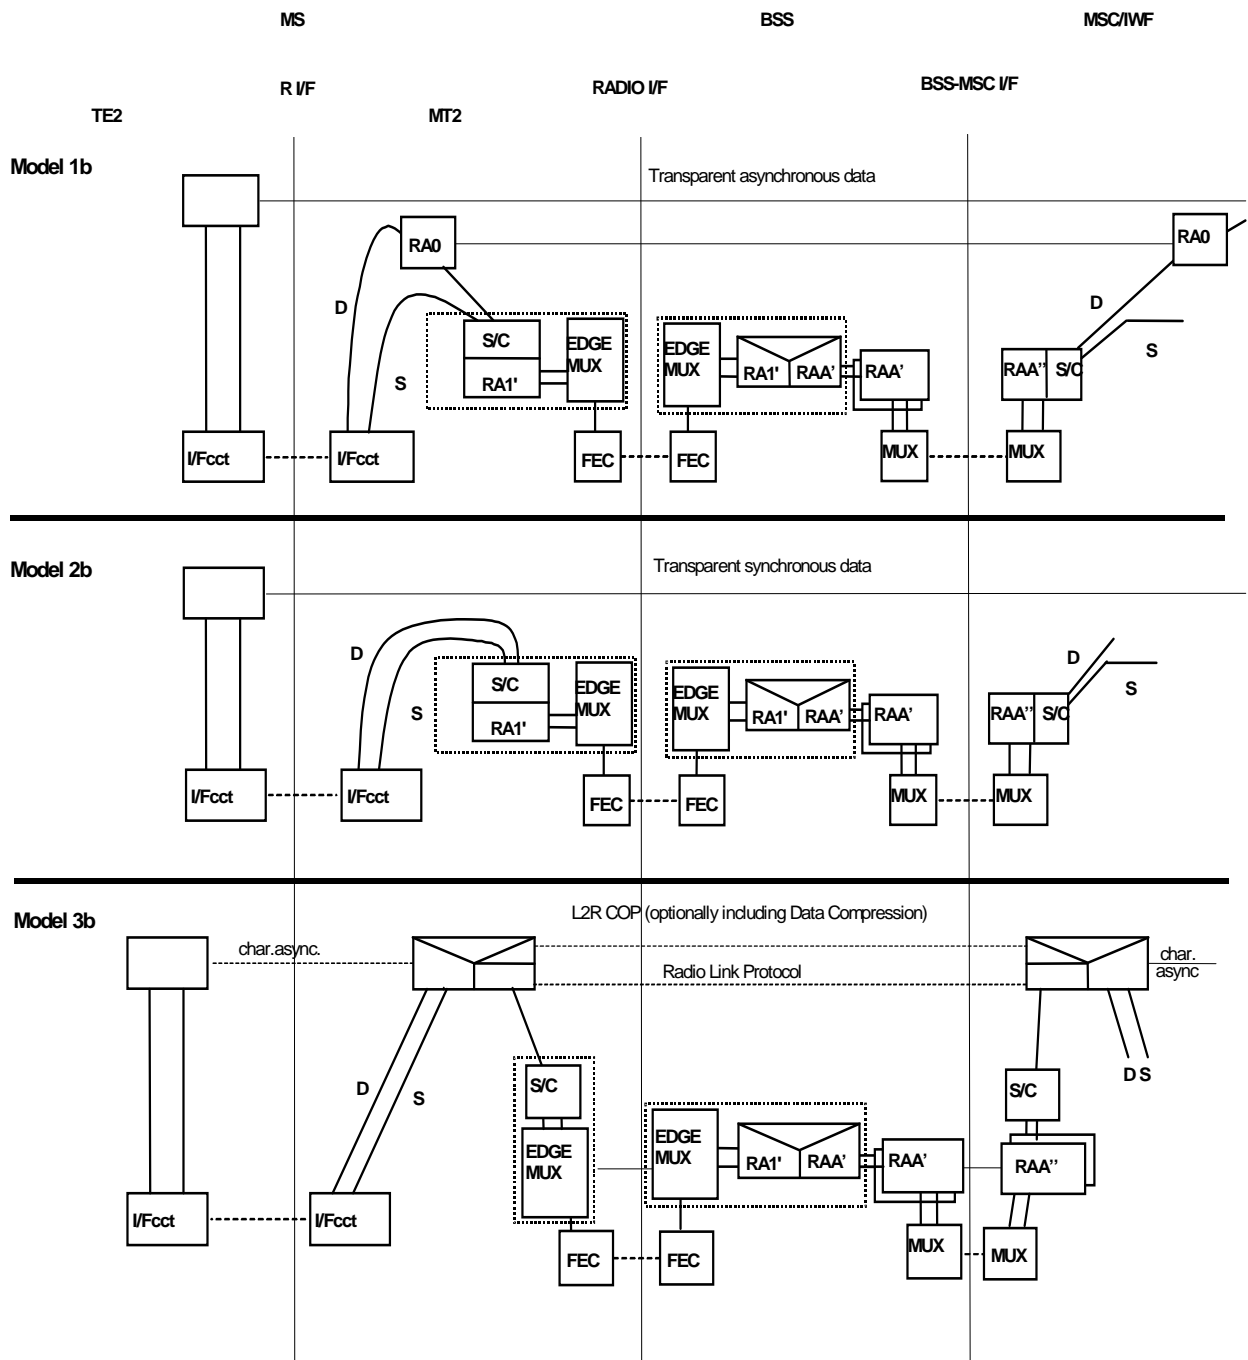 MS BSS MSC/IWF
R I/F RADIO I/F BSS-MSC I/F
TE2 MT2
Model 1b
Transparent asynchronous data
RA0 RA0
D D
S/C EDGE MUX EDGE MUX S
S RA1' RA1' RAA' RAA' RAA'' S/C
I/Fcct I/Fcct FEC FEC MUX MUX
Model 2b
Transparent synchronous data
D D
S/C EDGE MUX EDGE MUX S
S RA1' RA1' RAA' RAA' RAA'' S/C
I/Fcct I/Fcct FEC FEC MUX MUX
Model 3b
L2R COP (optionally including Data Compression)
char.async. char.
async
Radio Link Protocol
D S S/C S/C D S
EDGE
MUX
EDGE
MUX
RA1' RAA' RAA' RAA''
I/Fcct I/Fcct FEC FEC MUX MUX